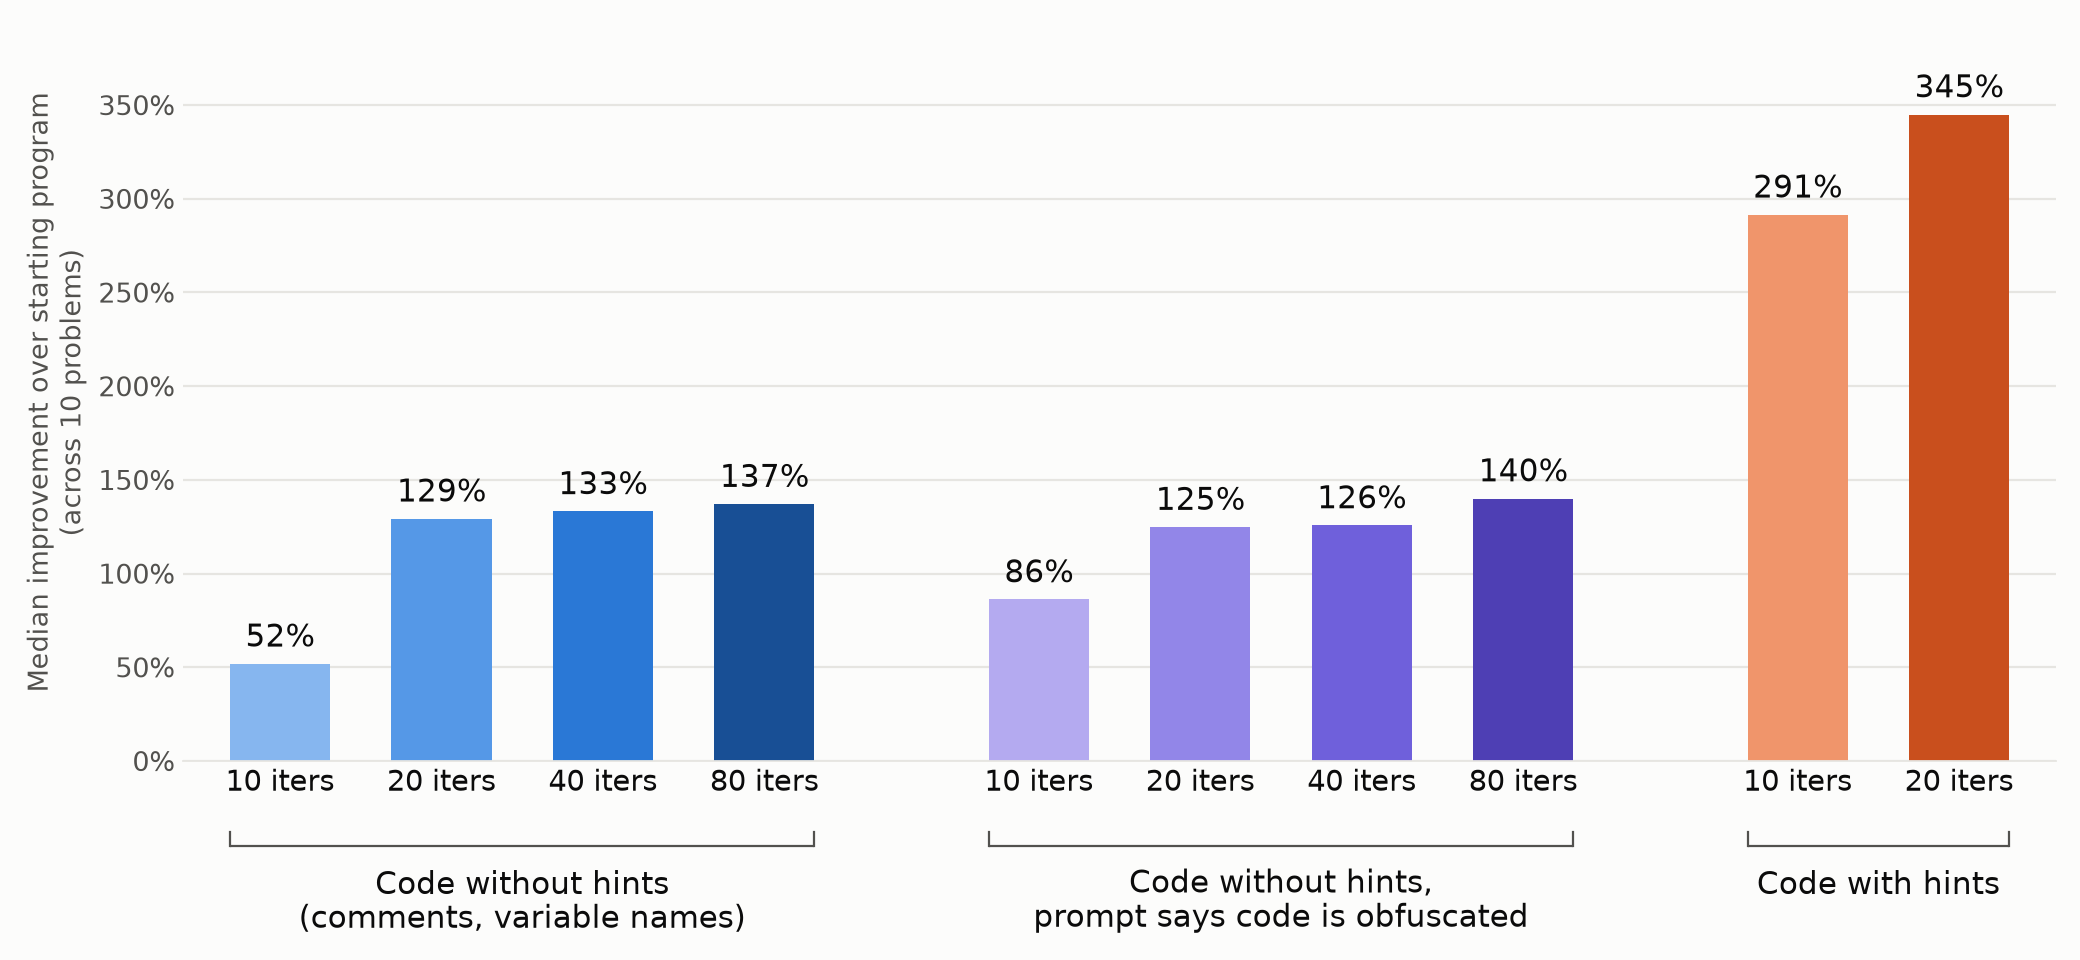 Median improvement over starting program
(across 10 problems)
350%
300%
250%
200%
150%
100%
50%
0%
52%
129%
133%
137%
86%
125%
126%
140%
291%
345%
10 iters
20 iters
40 iters
80 iters
10 iters
20 iters
40 iters
80 iters
10 iters
20 iters
Code without hints
(comments, variable names)
Code without hints,
prompt says code is obfuscated
Code with hints